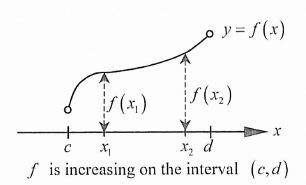 y = f(x)
f(x₁)
f(x₂)
c
x₁
x₂
d
x
f is increasing on the interval (c, d)